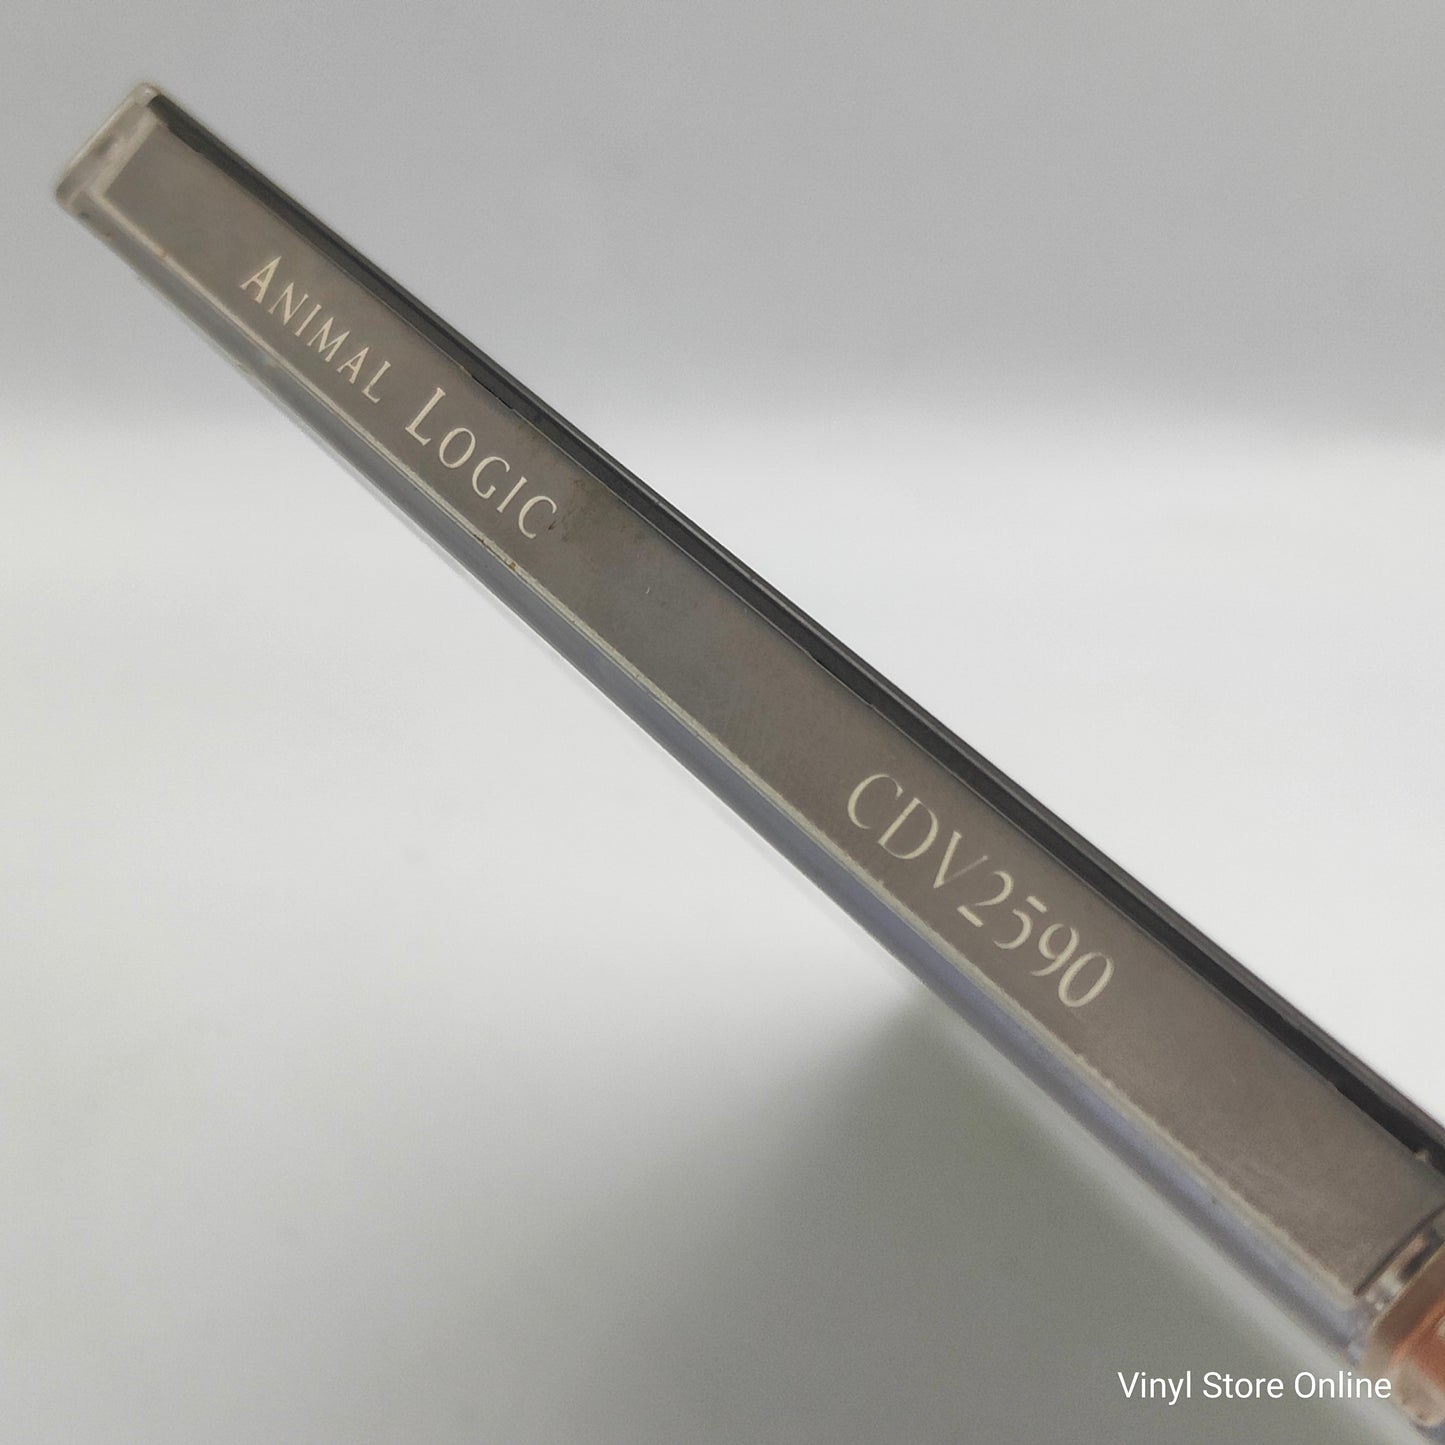 ANIMAL LOGIC
CDV2590
Vinyl Store Online